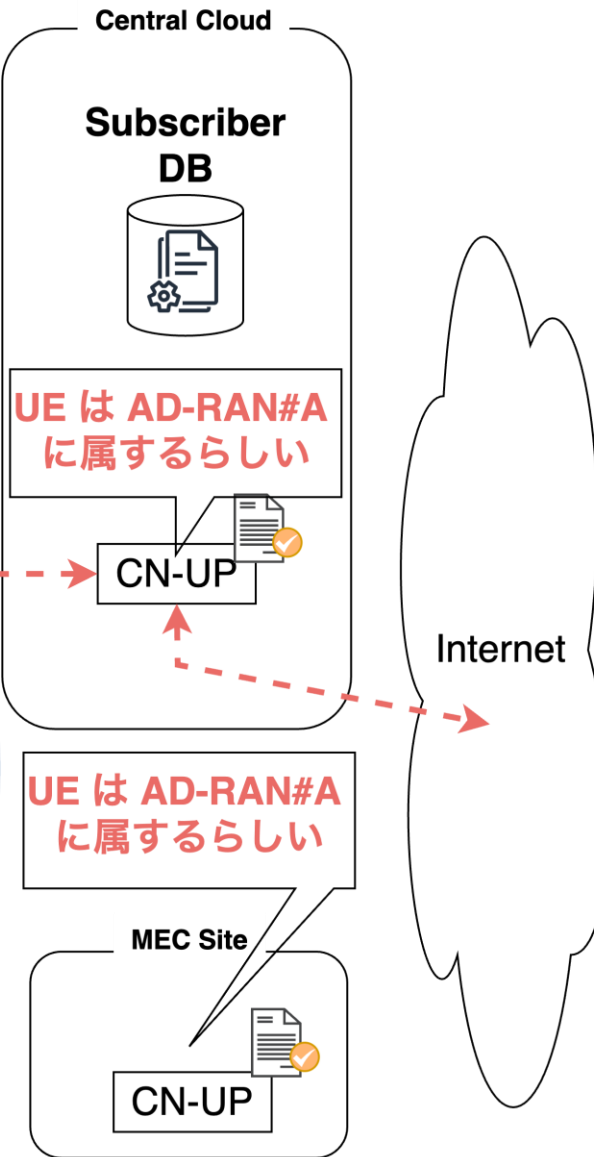 Central Cloud
Subscriber
DB
UE は AD-RAN#A
に属するらしい
CN-UP
Internet
UE は AD-RAN#A
に属するらしい
MEC Site
CN-UP